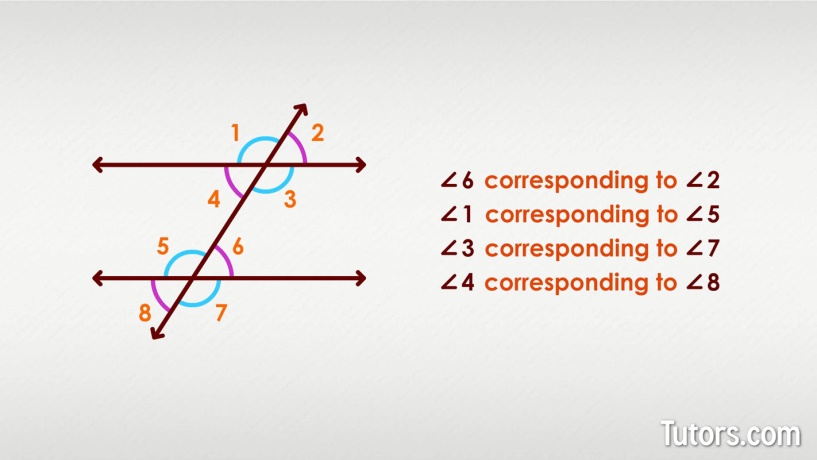 1 2
4 3
5 6
8 7
∠6 corresponding to ∠2
∠1 corresponding to ∠5
∠3 corresponding to ∠7
∠4 corresponding to ∠8
Tutors.com